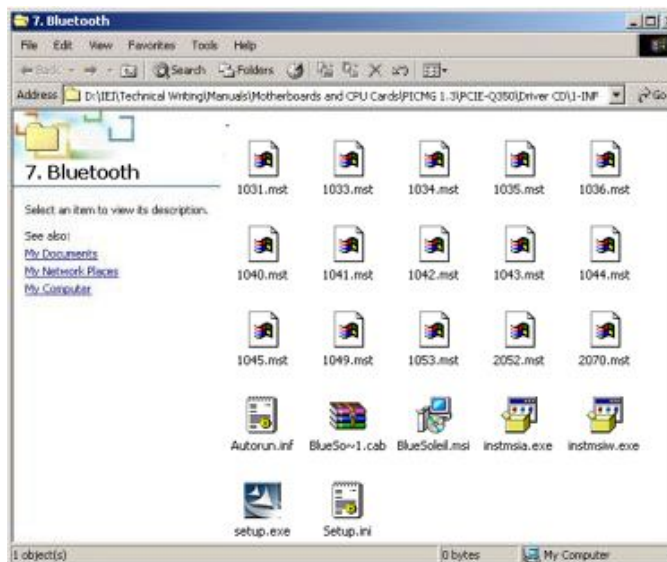 7. Bluetooth
File Edit View Favorites Tools Help
Back Search Folders
Address D:\IEI\Technical Writing\Manuals\Motherboards and CPU Cards\PICMG 1.3\PCIE-Q350\Driver CD\1-INF Go
7. Bluetooth
Select an item to view its description.
See also:
My Documents
My Network Places
My Computer
1031.mst 1033.mst 1034.mst 1035.mst 1036.mst
1040.mst 1041.mst 1042.mst 1043.mst 1044.mst
1045.mst 1049.mst 1053.mst 2052.mst 2070.mst
Autorun.inf BlueSo~1.cab BlueSoleil.msi instmsia.exe instmsiw.exe
setup.exe Setup.ini
1 object(s) 0 bytes My Computer